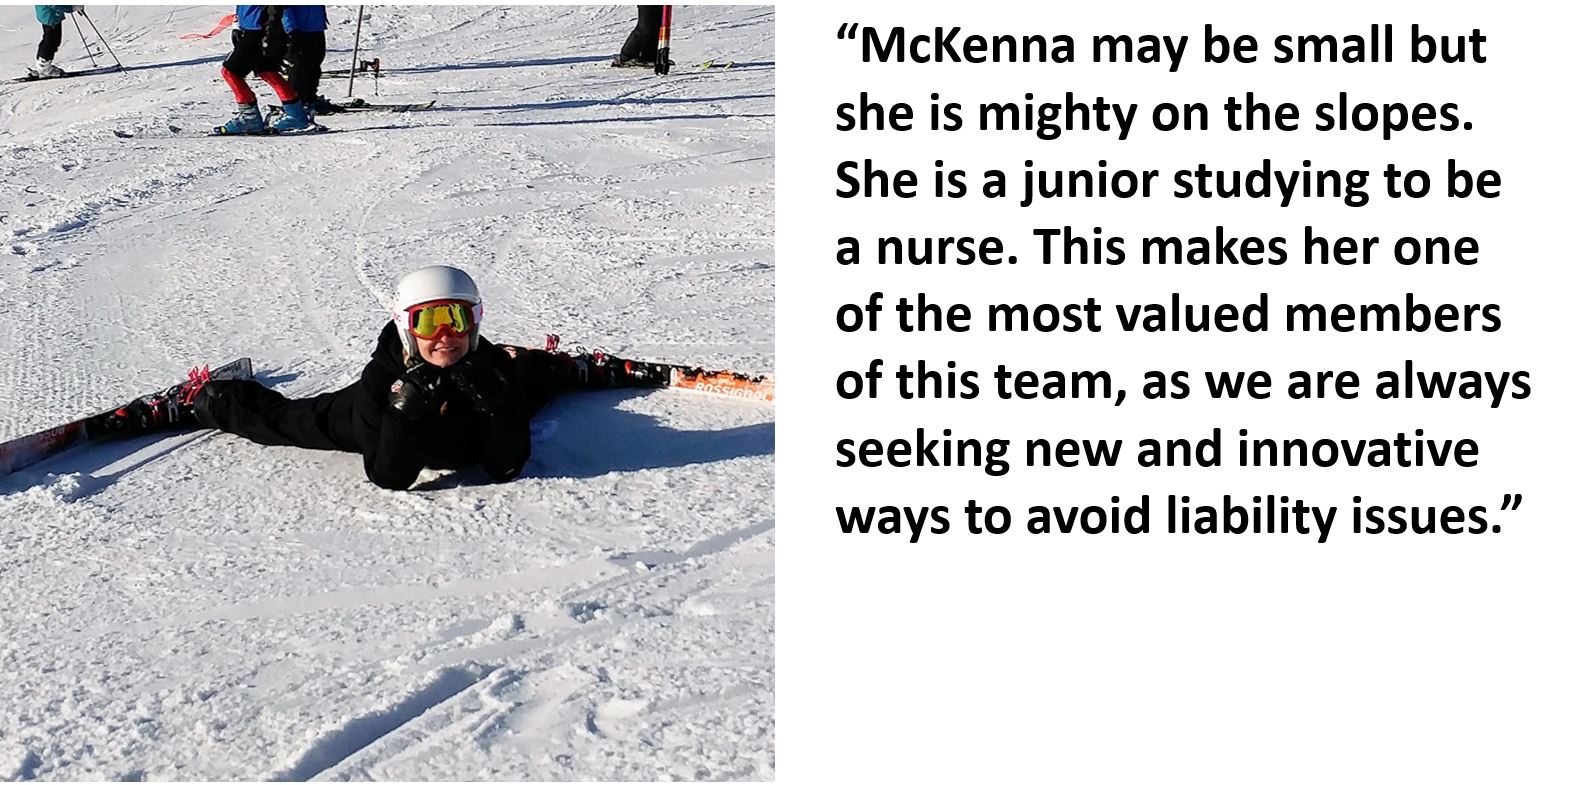 “McKenna may be small but
she is mighty on the slopes.
She is a junior studying to be
a nurse. This makes her one
of the most valued members
of this team, as we are always
seeking new and innovative
ways to avoid liability issues.”
ROSSIGNOL